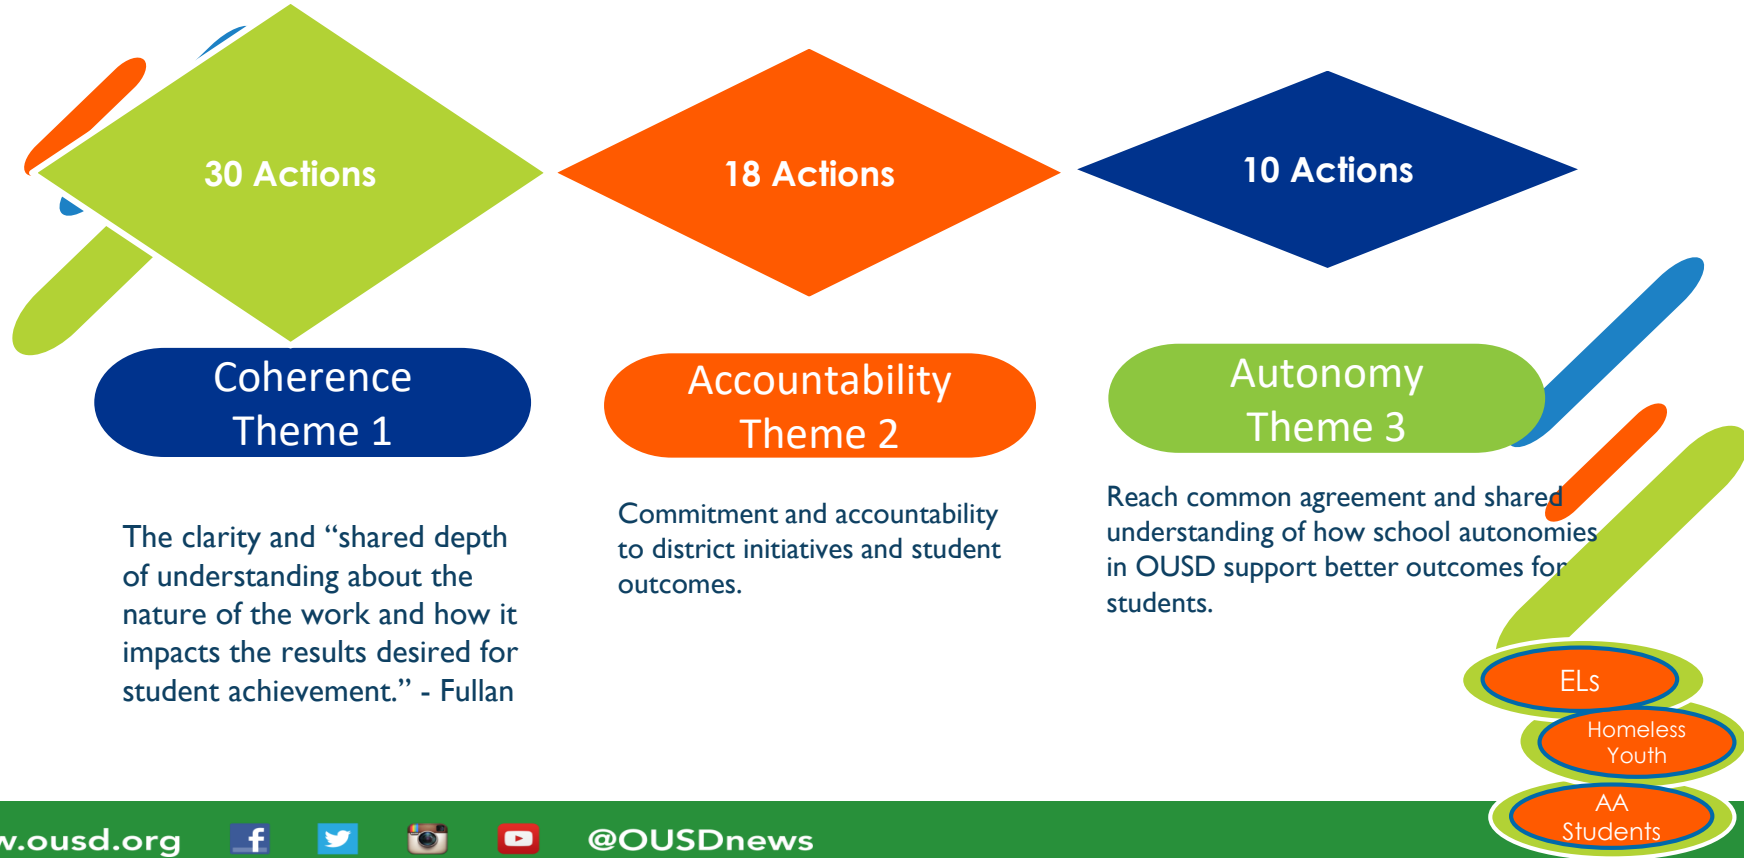 30 Actions
18 Actions
10 Actions
Coherence
Theme 1
Accountability
Theme 2
Autonomy
Theme 3
The clarity and “shared depth
of understanding about the
nature of the work and how it
impacts the results desired for
student achievement.” - Fullan
Commitment and accountability
to district initiatives and student
outcomes.
Reach common agreement and shared
understanding of how school autonomies
in OUSD support better outcomes for
students.
ELs
Homeless
Youth
AA
Students
w.ousd.org
@OUSDnews